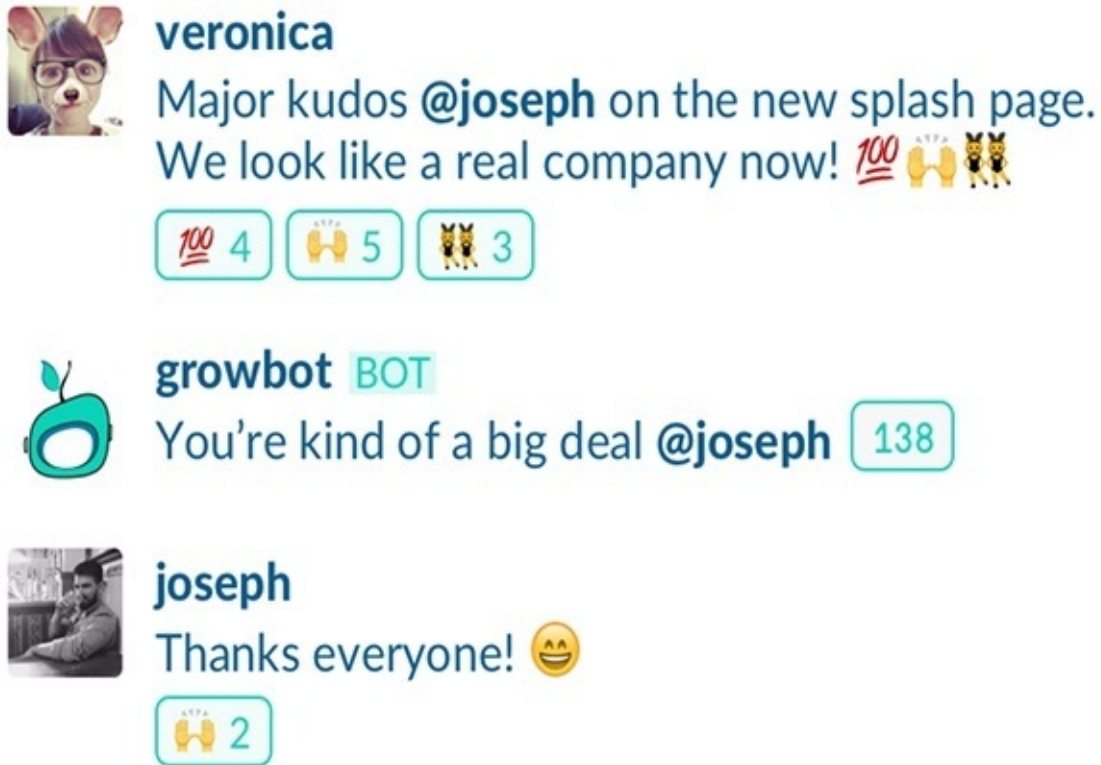 veronica
Major kudos @joseph on the new splash page.
We look like a real company now! 💯🙌👯
💯 4 🙌 5 👯 3
growbot BOT
You’re kind of a big deal @joseph 138
joseph
Thanks everyone! 😄
🙌 2